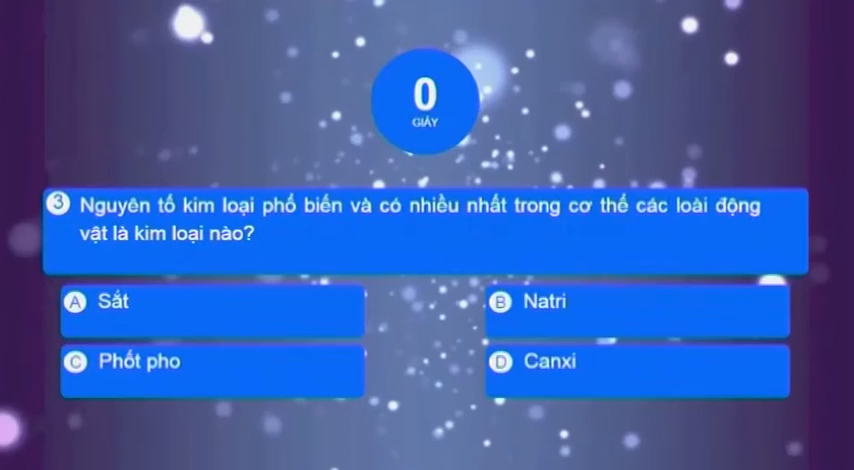 0
GIÂY
3 Nguyên tố kim loại phổ biến và có nhiều nhất trong cơ thể các loài động
vật là kim loại nào?
A Sắt
B Natri
C Phốt pho
D Canxi